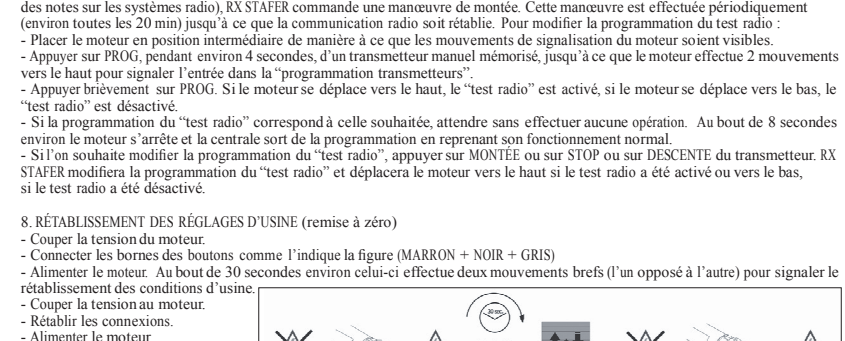 des notes sur les systèmes radio), RX STAFER commande une manœuvre de montée. Cette manœuvre est effectuée périodiquement
(environ toutes les 20 min) jusqu'à ce que la communication radio soit rétablie. Pour modifier la programmation du test radio :
- Placer le moteur en position intermédiaire de manière à ce que les mouvements de signalisation du moteur soient visibles.
- Appuyer sur PROG, pendant environ 4 secondes, d'un transmetteur manuel mémorisé, jusqu'à ce que le moteur effectue 2 mouvements
vers le haut pour signaler l'entrée dans la "programmation transmetteurs".
- Appuyer brièvement sur PROG. Si le moteur se déplace vers le haut, le "test radio" est activé, si le moteur se déplace vers le bas, le
"test radio" est désactivé.
- Si la programmation du "test radio" correspond à celle souhaitée, attendre sans effectuer aucune opération. Au bout de 8 secondes
environ le moteur s'arrête et la centrale sort de la programmation en reprenant son fonctionnement normal.
- Si l'on souhaite modifier la programmation du "test radio", appuyer sur MONTÉE ou sur STOP ou sur DESCENTE du transmetteur. RX
STAFER modifiera la programmation du "test radio" et déplacera le moteur vers le haut si le test radio a été activé ou vers le bas,
si le test radio a été désactivé.
8. RÉTABLISSEMENT DES RÉGLAGES D'USINE (remise à zéro)
- Couper la tension du moteur.
- Connecter les bornes des boutons comme l'indique la figure (MARRON + NOIR + GRIS)
- Alimenter le moteur. Au bout de 30 secondes environ celui-ci effectue deux mouvements brefs (l'un opposé à l'autre) pour signaler le
rétablissement des conditions d'usine.
- Couper la tension au moteur.
30 sec.
- Rétablir les connexions.
- Alimenter le moteur